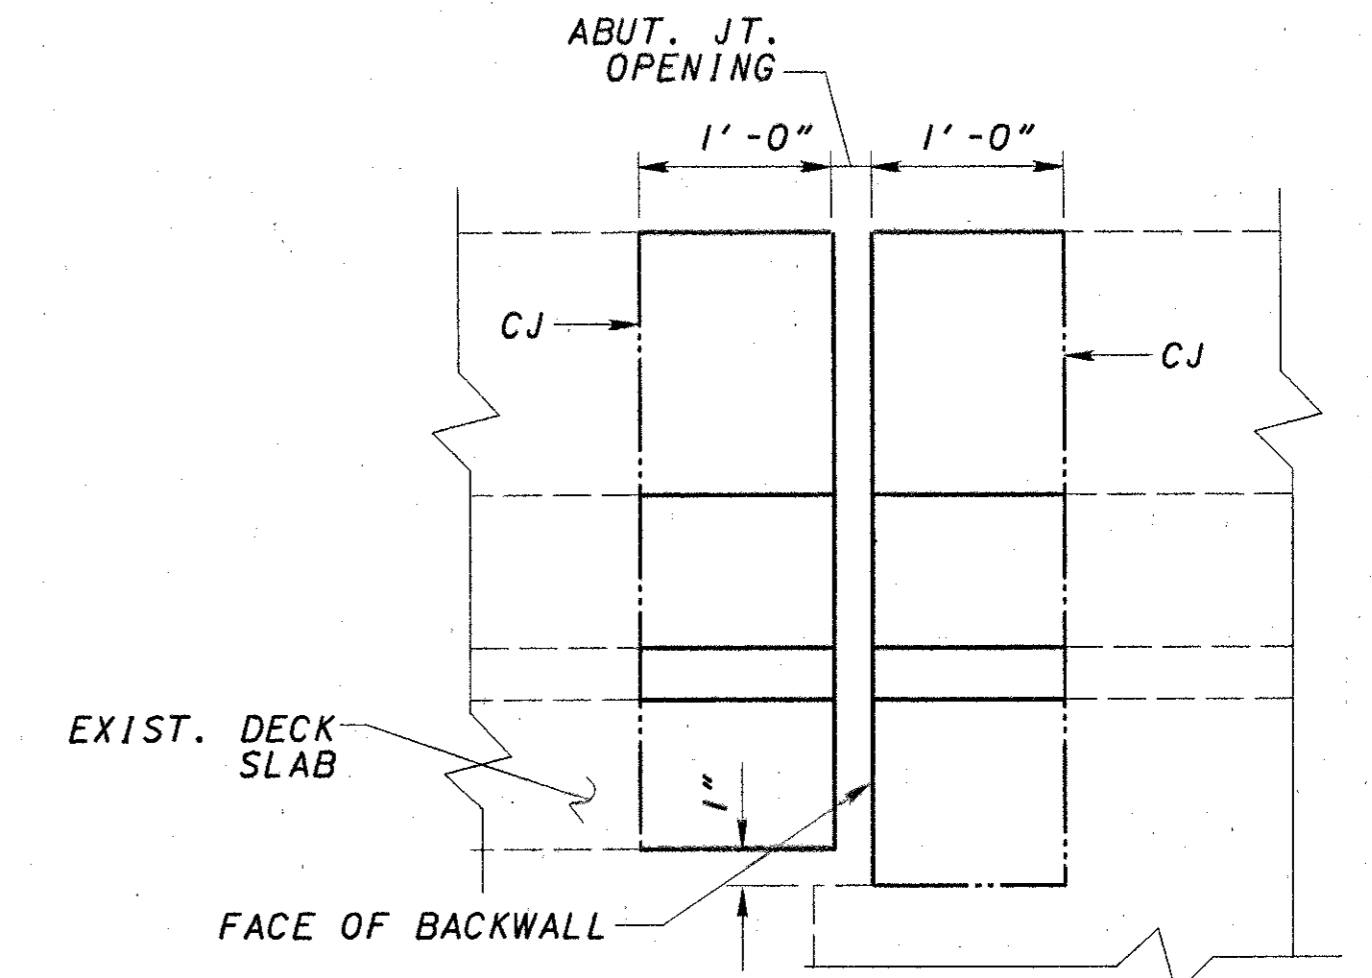 ABUT. JT.
OPENING
1'-0" 1'-0"
CJ
CJ
EXIST. DECK
SLAB
1"
FACE OF BACKWALL